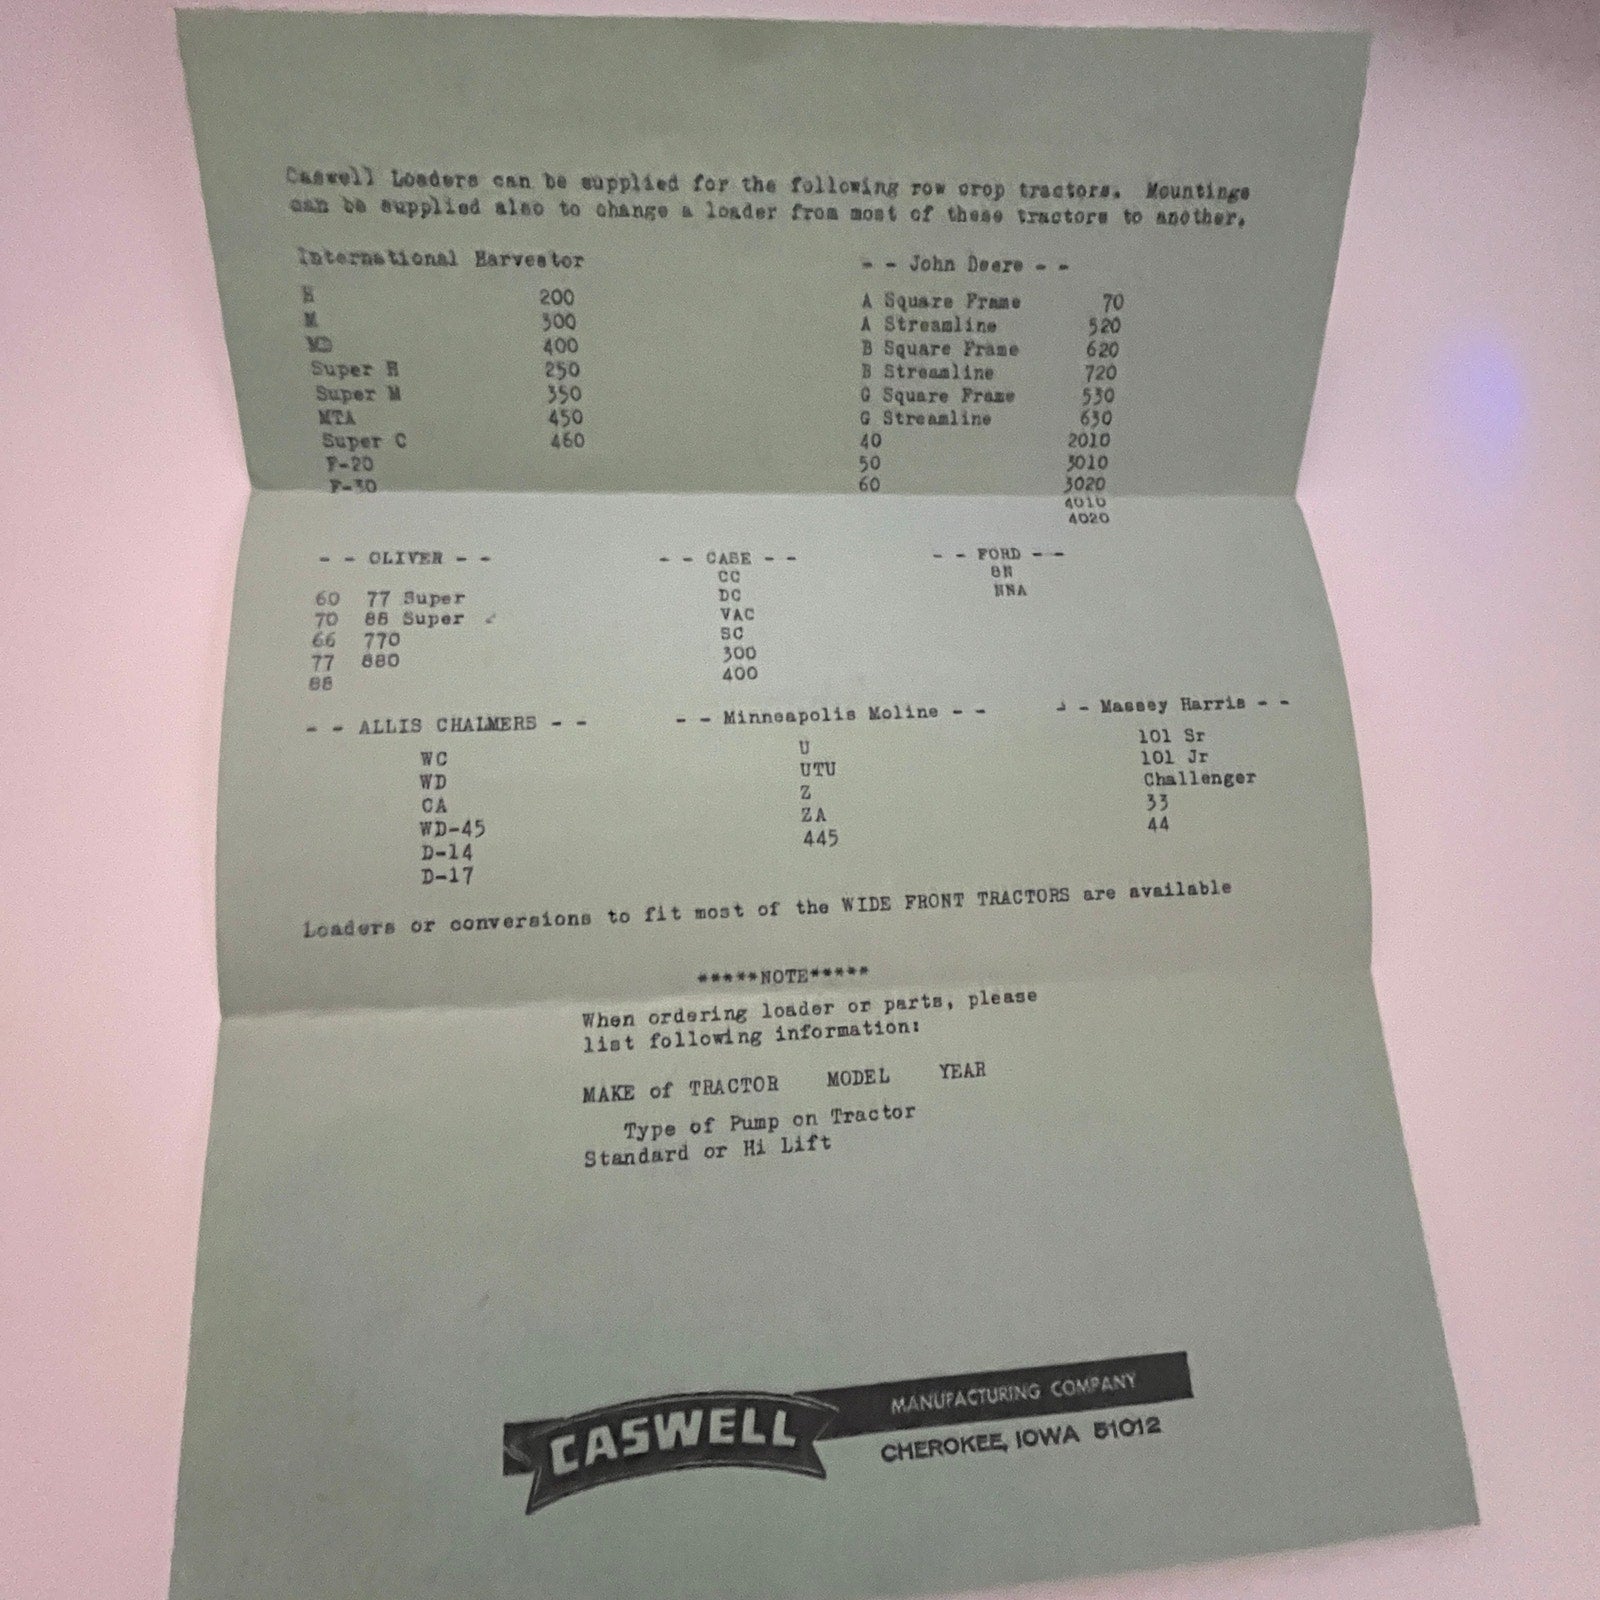 Caswell Loaders can be supplied for the following row crop tractors. Mountings
can be supplied also to change a loader from most of these tractors to another.
International Harvestor - - John Deere - -
H 200 A Square Frame 70
M 300 A Streamline 520
MD 400 B Square Frame 620
Super H 250 B Streamline 720
Super M 350 G Square Frame 530
MTA 450 G Streamline 630
Super C 460 40 2010
F-20 50 3010
F-30 60 3020
4010
4020
- - OLIVER - - - - CASE - - - - FORD - -
CC 8N
60 77 Super DC NNA
70 88 Super VAC
66 770 SC
77 880 300
88 400
- - ALLIS CHALMERS - - - - Minneapolis Moline - - - - Massey Harris - -
WC U 101 Sr
WD UTU 101 Jr
CA Z Challenger
WD-45 ZA 33
D-14 445 44
D-17
Loaders or conversions to fit most of the WIDE FRONT TRACTORS are available
*****NOTE*****
When ordering loader or parts, please
list following information:
MAKE of TRACTOR MODEL YEAR
Type of Pump on Tractor
Standard or Hi Lift
CASWELL MANUFACTURING COMPANY
CHEROKEE, IOWA 51012